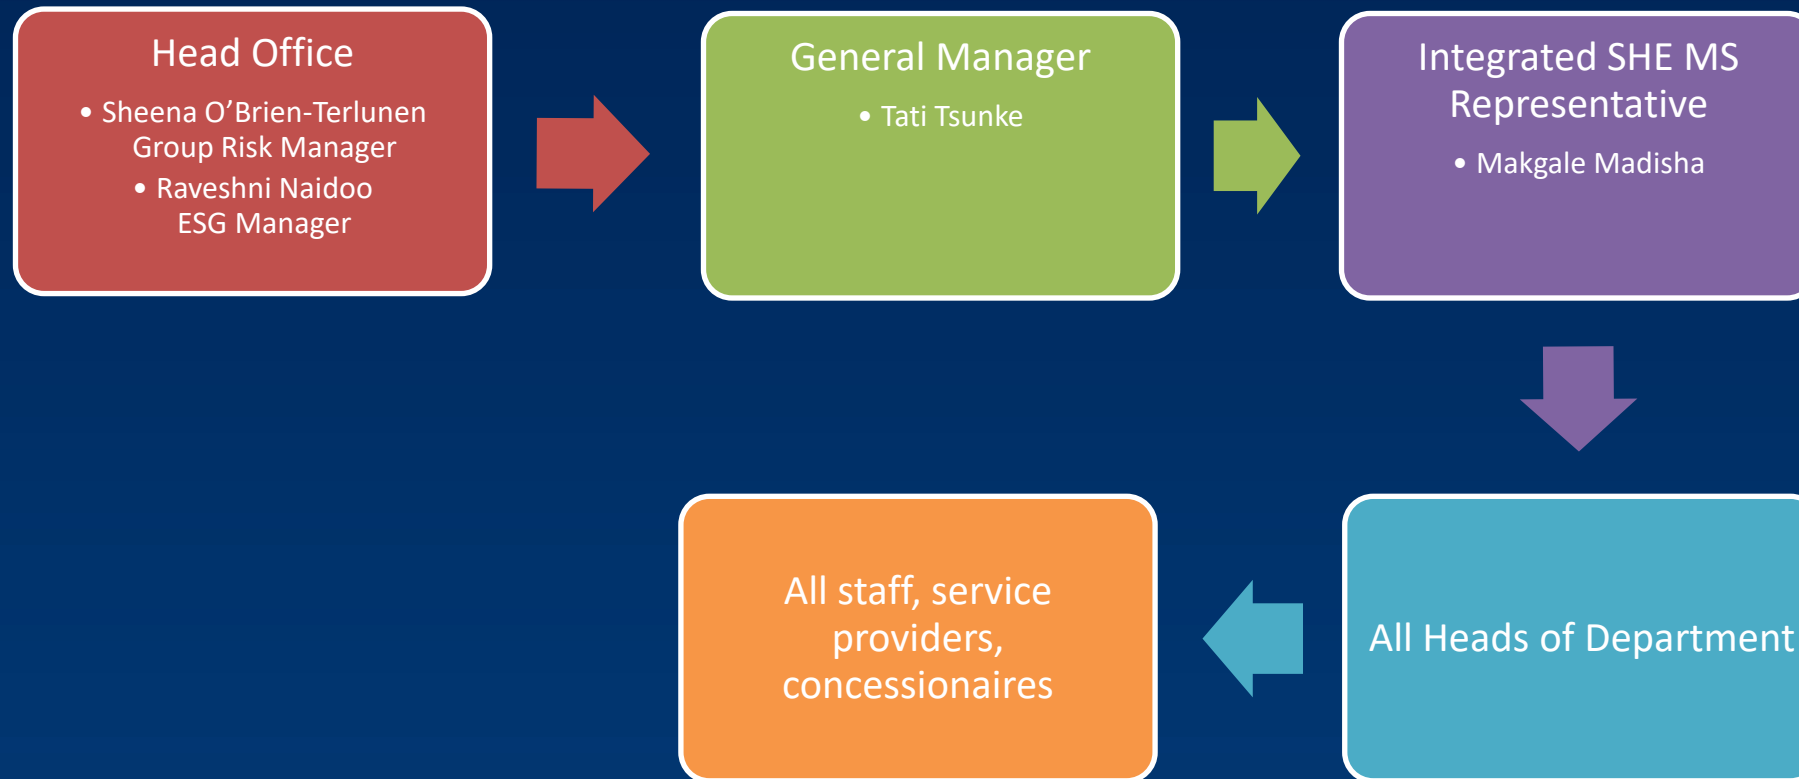 Head Office
• Sheena O’Brien-Terlunen
Group Risk Manager
• Raveshni Naidoo
ESG Manager
General Manager
• Tati Tsunke
Integrated SHE MS
Representative
• Makgale Madisha
All Heads of Department
All staff, service
providers,
concessionaires